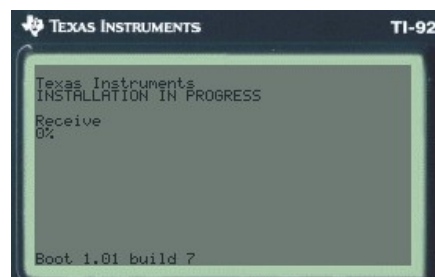 TEXAS INSTRUMENTS TI-92
Texas Instruments
INSTALLATION IN PROGRESS
Receive
0%
Boot 1.01 build 7